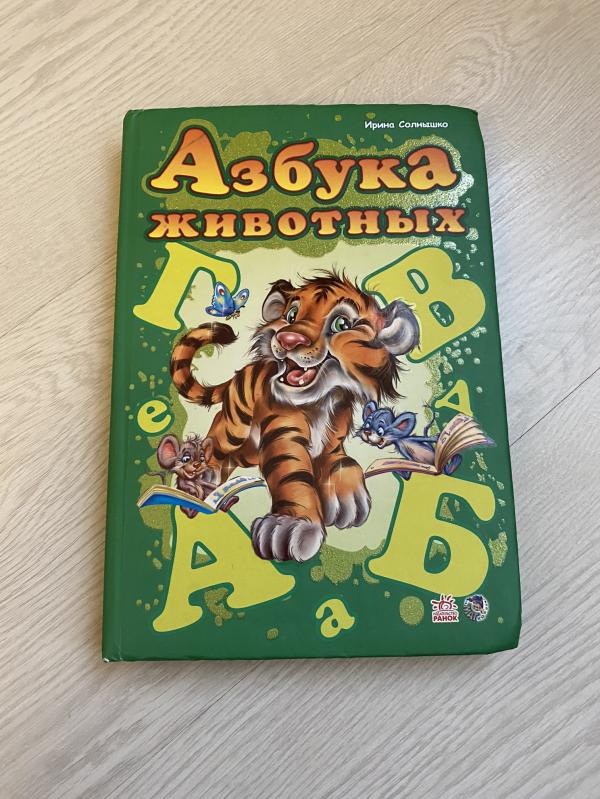 Ирина Солнышко
Азбука
животных
Г
В
е
д
А
а
Б
РАНОК